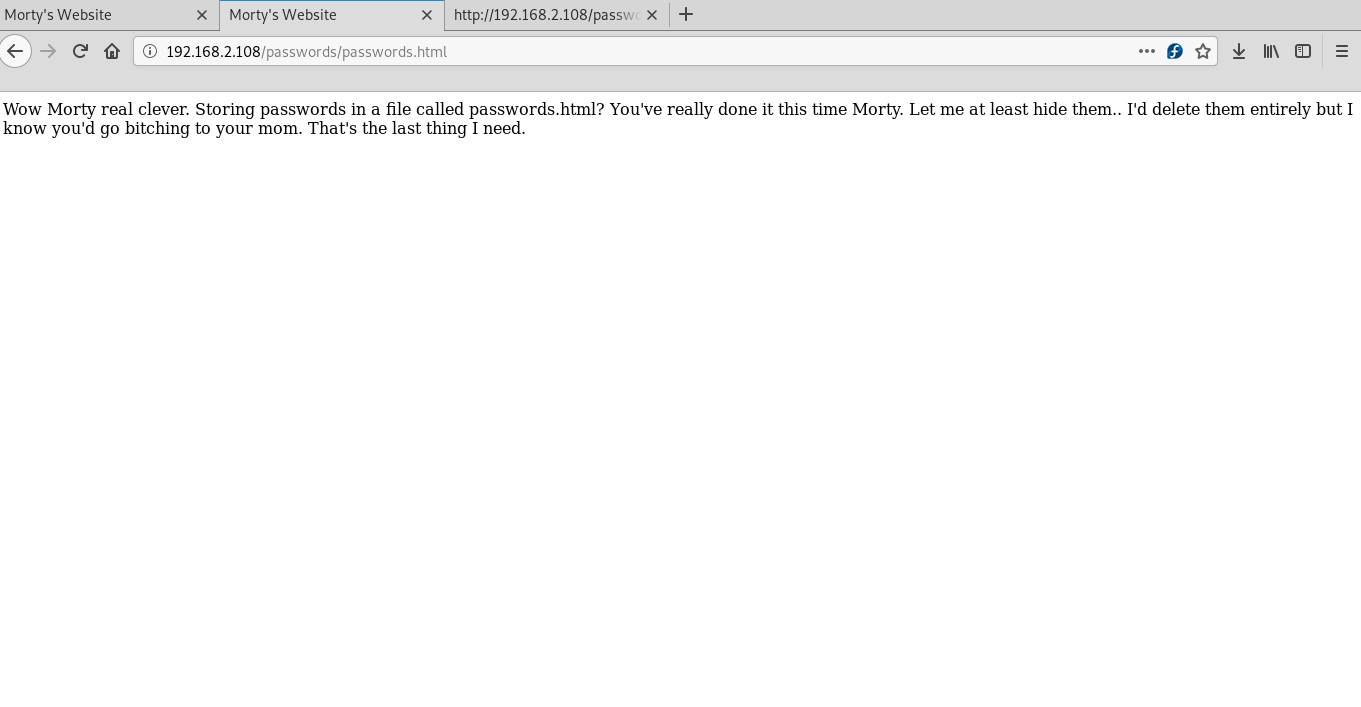 Morty's Website
Morty's Website
http://192.168.2.108/passwo
192.168.2.108/passwords/passwords.html
Wow Morty real clever. Storing passwords in a file called passwords.html? You've really done it this time Morty. Let me at least hide them.. I'd delete them entirely but I
know you'd go bitching to your mom. That's the last thing I need.